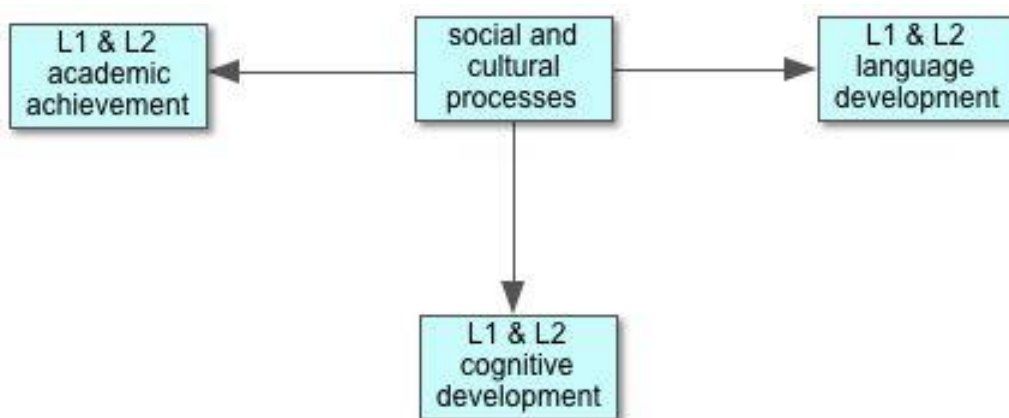 L1 & L2
academic
achievement
social and
cultural
processes
L1 & L2
language
development
L1 & L2
cognitive
development